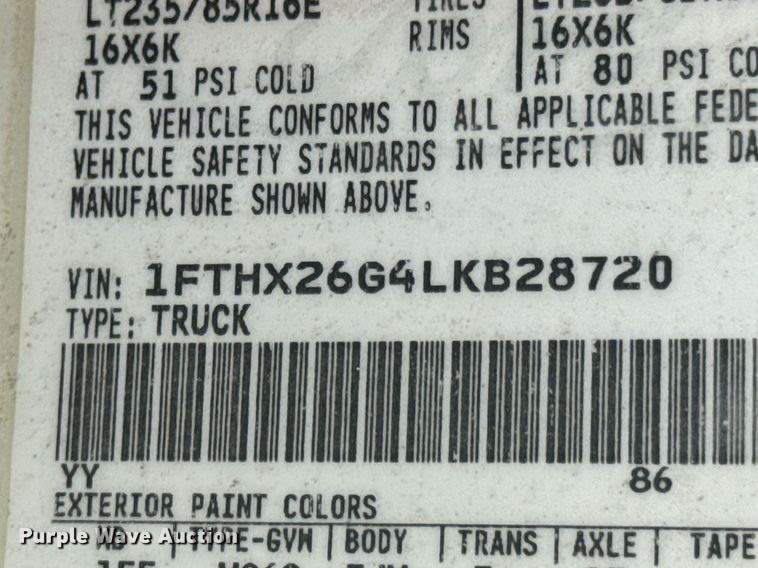 LT235/85R16E TIRES
16X6K RIMS 16X6K
AT 51 PSI COLD AT 80 PSI CO
THIS VEHICLE CONFORMS TO ALL APPLICABLE FEDE
VEHICLE SAFETY STANDARDS IN EFFECT ON THE DA
MANUFACTURE SHOWN ABOVE.
VIN: 1FTHX26G4LKB28720
TYPE: TRUCK
YY 86
EXTERIOR PAINT COLORS
TYPE-GVW BODY TRANS AXLE TAPE
Purple Wave Auction